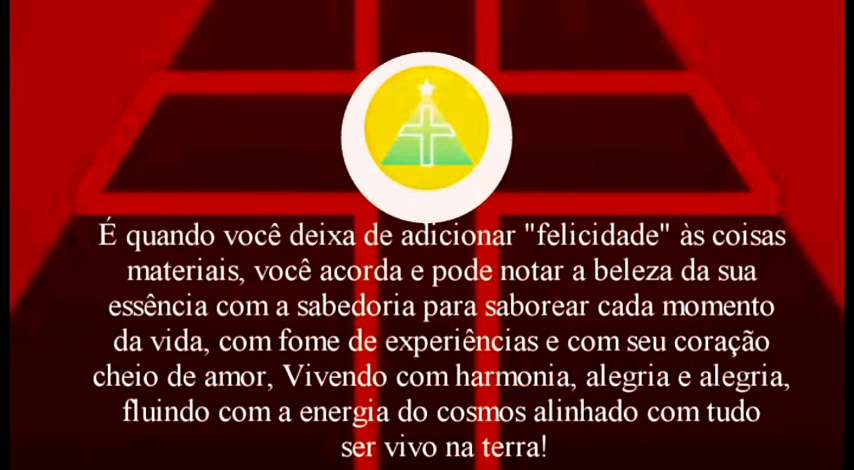 É quando você deixa de adicionar "felicidade" às coisas
materiais, você acorda e pode notar a beleza da sua
essência com a sabedoria para saborear cada momento
da vida, com fome de experiências e com seu coração
cheio de amor, Vivendo com harmonia, alegria e alegria,
fluindo com a energia do cosmos alinhado com tudo
ser vivo na terra!